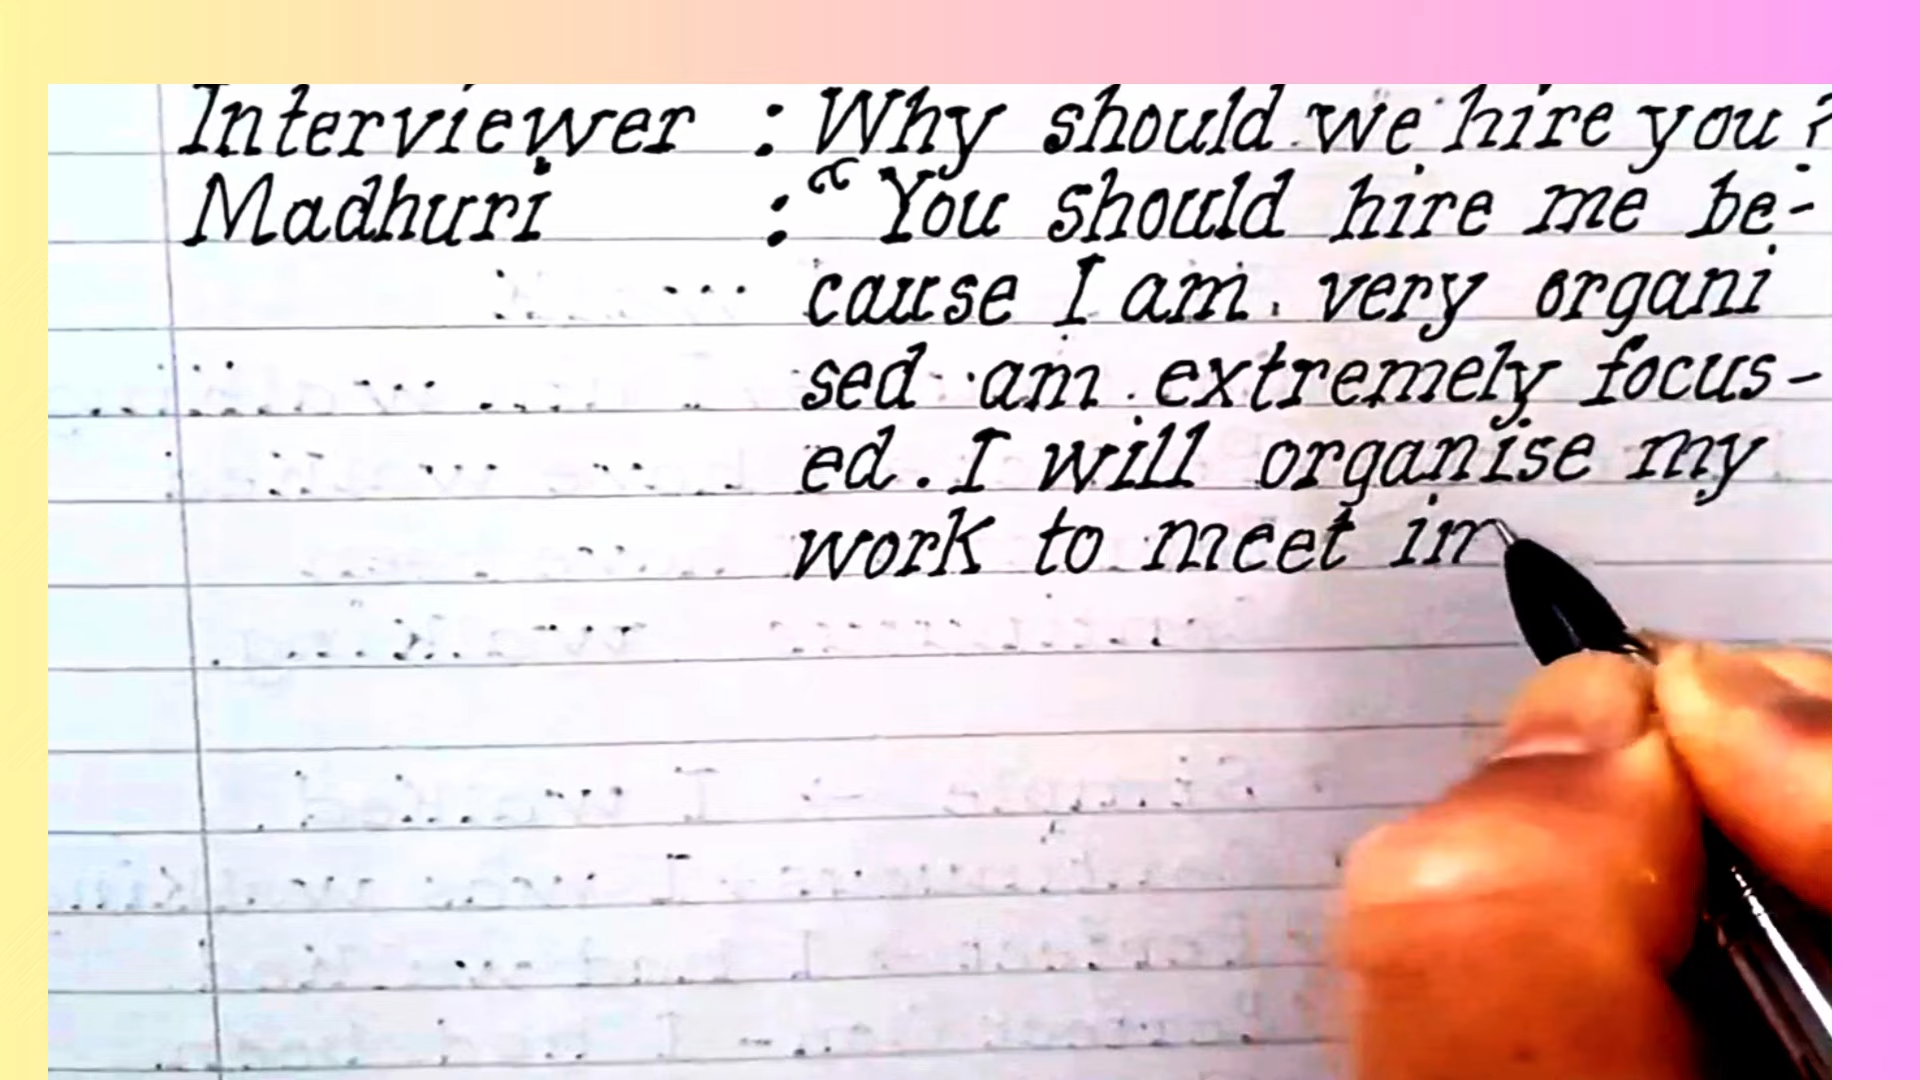 Interviewer : Why should we hire you?
Madhuri : “ You should hire me be-
cause I am very organi
sed am extremely focus-
ed. I will organise my
work to meet im